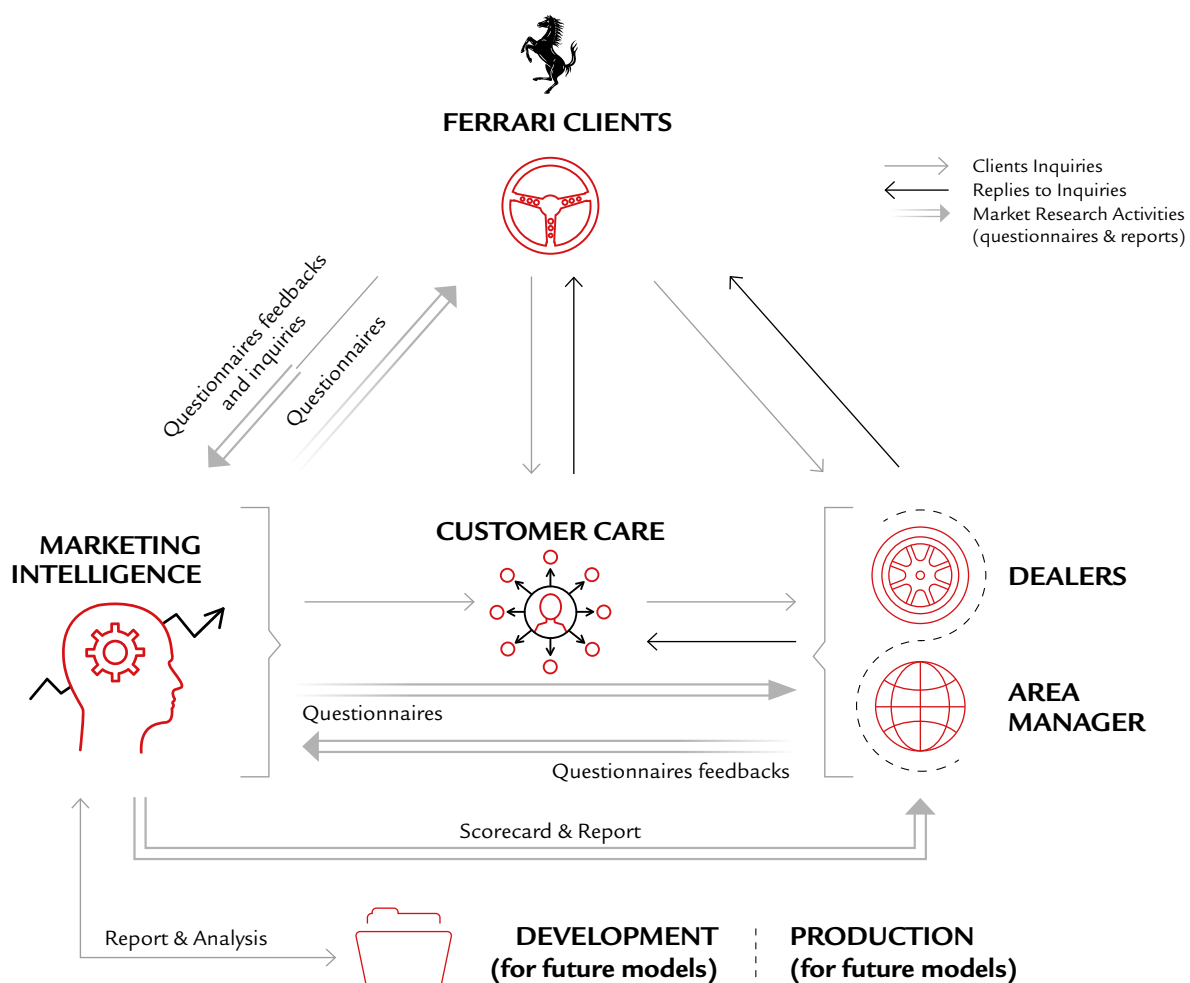 FERRARI CLIENTS
Clients Inquiries
Replies to Inquiries
Market Research Activities
(questionnaires & reports)
Questionnaires feedbacks
and inquiries
Questionnaires
MARKETING
INTELLIGENCE
CUSTOMER CARE
DEALERS
AREA
MANAGER
Questionnaires
Questionnaires feedbacks
Scorecard & Report
Report & Analysis
DEVELOPMENT
(for future models)
PRODUCTION
(for future models)